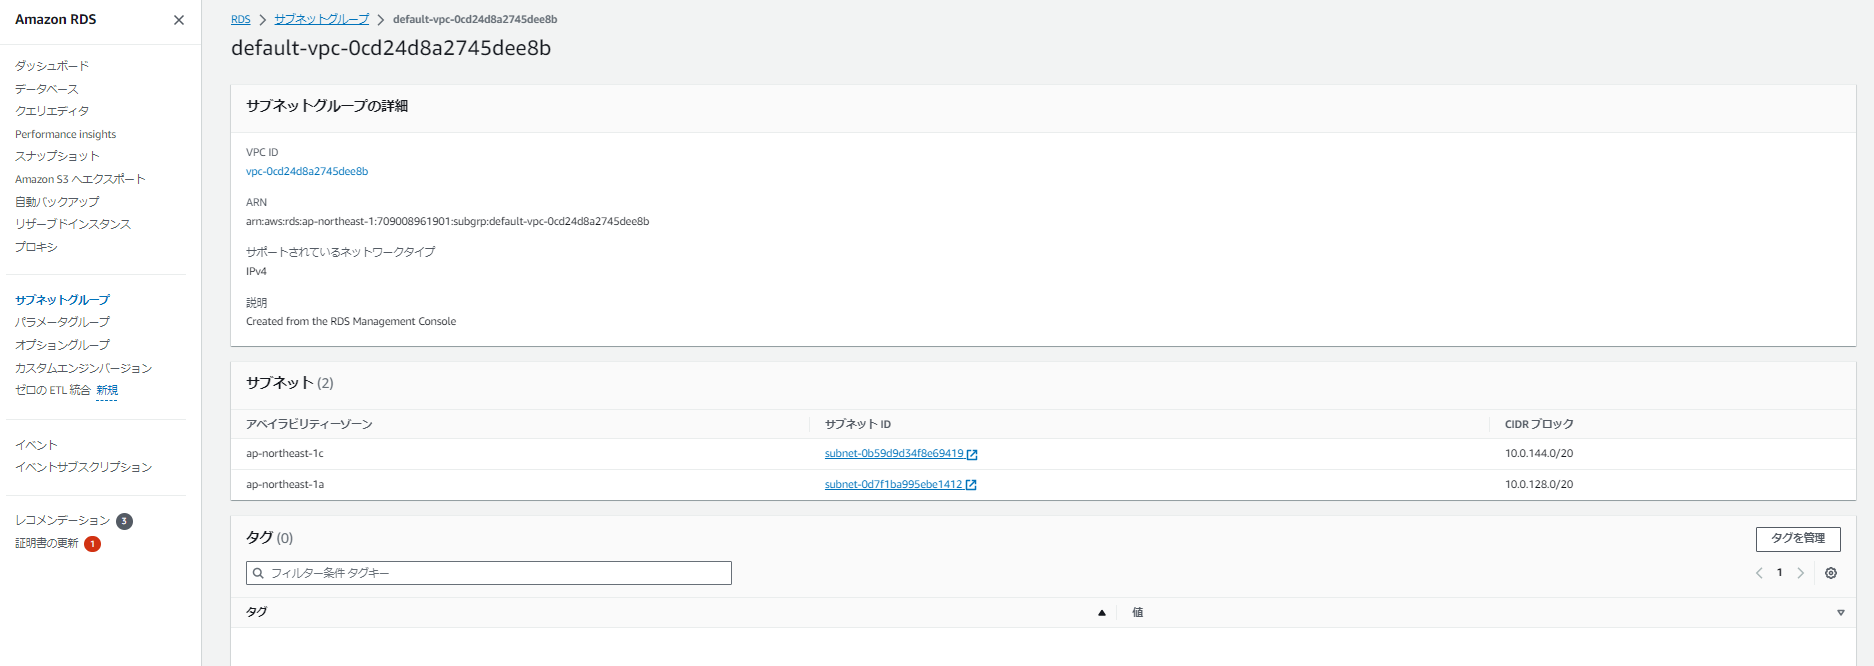 Amazon RDS
ダッシュボード
データベース
クエリエディタ
Performance insights
スナップショット
Amazon S3 へエクスポート
自動バックアップ
リザーブドインスタンス
プロキシ
サブネットグループ
パラメータグループ
オプショングループ
カスタムエンジンバージョン
ゼロの ETL 統合 新規
イベント
イベントサブスクリプション
レコメンデーション 3
証明書の更新 1
RDS > サブネットグループ > default-vpc-0cd24d8a2745dee8b
default-vpc-0cd24d8a2745dee8b
サブネットグループの詳細
VPC ID
vpc-0cd24d8a2745dee8b
ARN
arn:aws:rds:ap-northeast-1:709008961901:subgrp:default-vpc-0cd24d8a2745dee8b
サポートされているネットワークタイプ
IPv4
説明
Created from the RDS Management Console
サブネット (2)
アベイラビリティーゾーン サブネット ID CIDR ブロック
ap-northeast-1c subnet-0b59d9d34f8e69419 10.0.144.0/20
ap-northeast-1a subnet-0d7f1ba995ebe1412 10.0.128.0/20
タグ (0) タグを管理
フィルター条件 タグキー 1
タグ 値